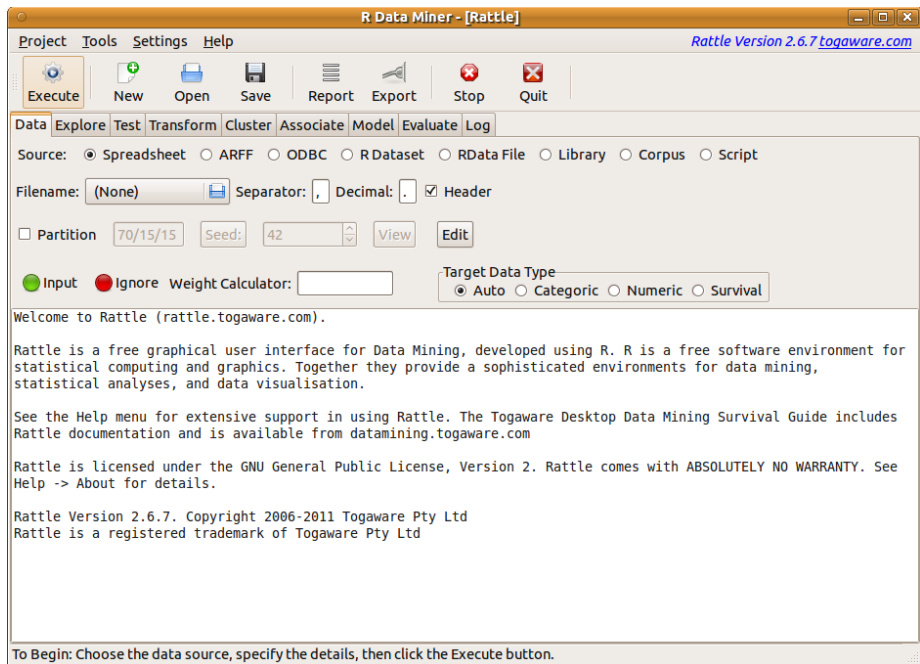 R Data Miner - [Rattle]
Project Tools Settings Help Rattle Version 2.6.7 togaware.com
Execute New Open Save Report Export Stop Quit
Data Explore Test Transform Cluster Associate Model Evaluate Log
Source: Spreadsheet ARFF ODBC R Dataset RData File Library Corpus Script
Filename: (None) Separator: , Decimal: . Header
Partition 70/15/15 Seed: 42 View Edit
Target Data Type
Input Ignore Weight Calculator: Auto Categoric Numeric Survival
Welcome to Rattle (rattle.togaware.com).
Rattle is a free graphical user interface for Data Mining, developed using R. R is a free software environment for
statistical computing and graphics. Together they provide a sophisticated environments for data mining,
statistical analyses, and data visualisation.
See the Help menu for extensive support in using Rattle. The Togaware Desktop Data Mining Survival Guide includes
Rattle documentation and is available from datamining.togaware.com
Rattle is licensed under the GNU General Public License, Version 2. Rattle comes with ABSOLUTELY NO WARRANTY. See
Help -> About for details.
Rattle Version 2.6.7. Copyright 2006-2011 Togaware Pty Ltd
Rattle is a registered trademark of Togaware Pty Ltd
To Begin: Choose the data source, specify the details, then click the Execute button.